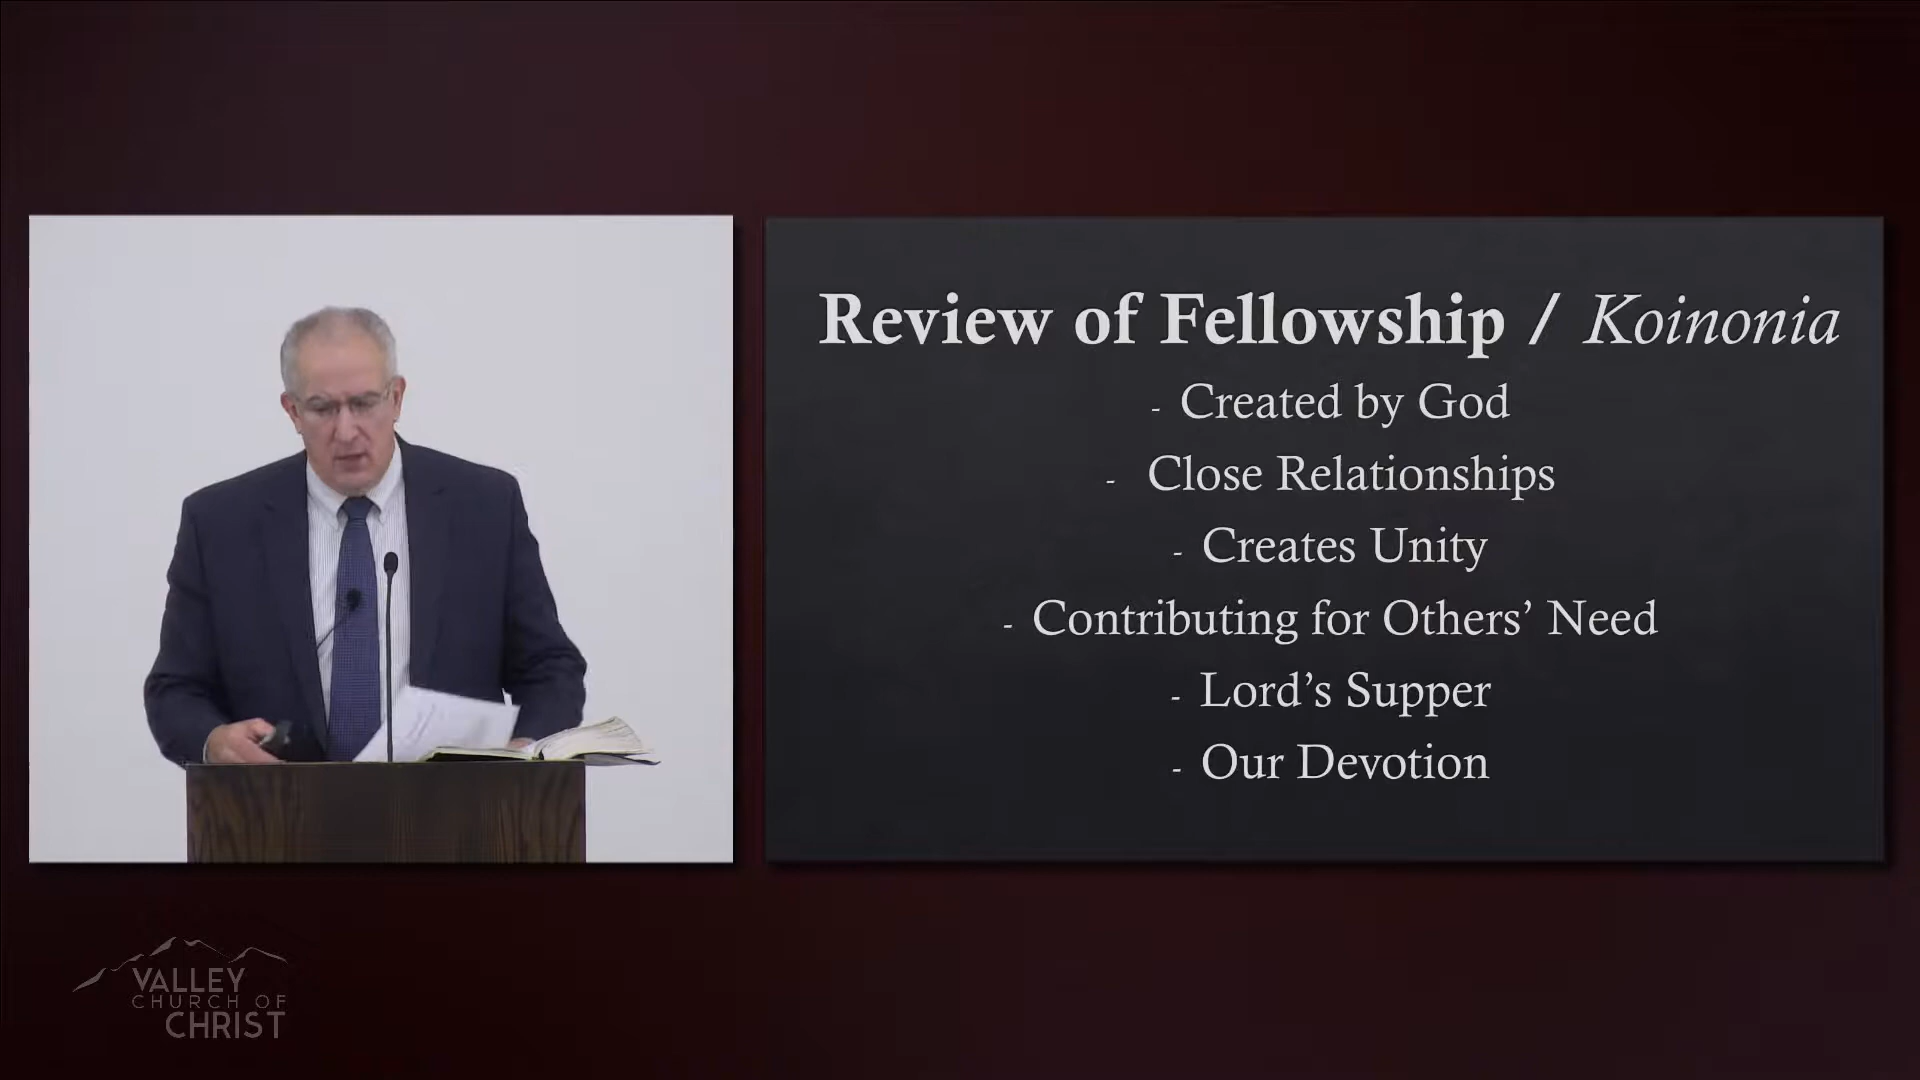 Review of Fellowship / Koinonia
- Created by God
- Close Relationships
- Creates Unity
- Contributing for Others’ Need
- Lord’s Supper
- Our Devotion
VALLEY
CHURCH OF
CHRIST